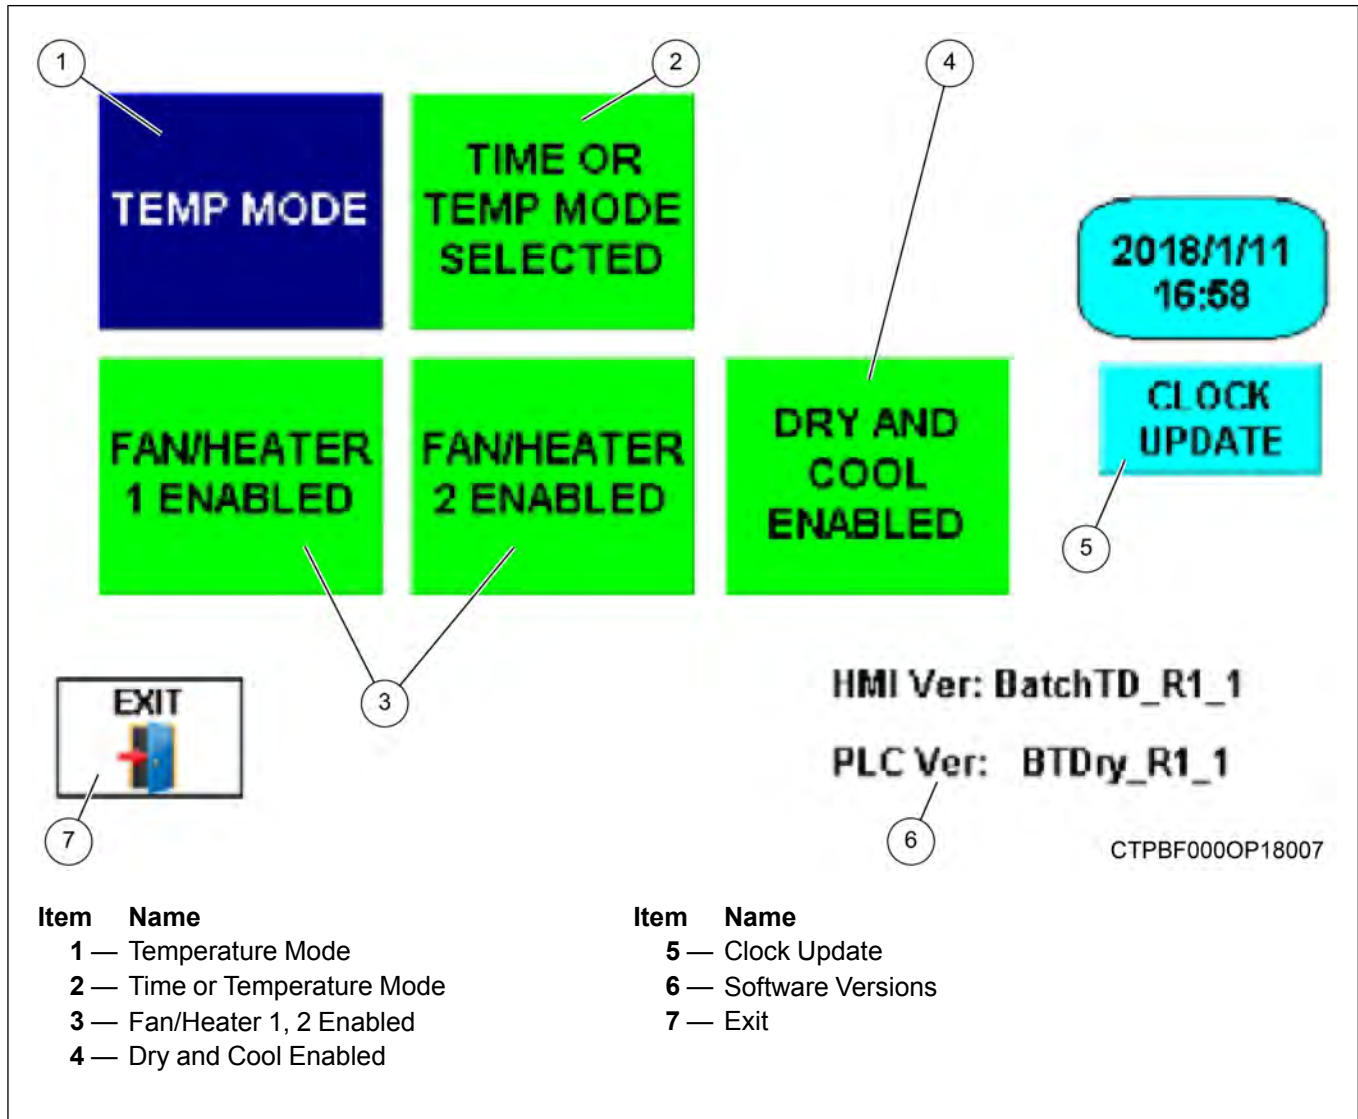 1
2
4
TEMP MODE
TIME OR
TEMP MODE
SELECTED
2018/1/11
16:58
FAN/HEATER
1 ENABLED
FAN/HEATER
2 ENABLED
DRY AND
COOL
ENABLED
CLOCK
UPDATE
5
3
EXIT
HMI Ver: BatchTD_R1_1
PLC Ver: BTDry_R1_1
7
6
CTPBF000OP18007
Item Name
1 — Temperature Mode
2 — Time or Temperature Mode
3 — Fan/Heater 1, 2 Enabled
4 — Dry and Cool Enabled
Item Name
5 — Clock Update
6 — Software Versions
7 — Exit